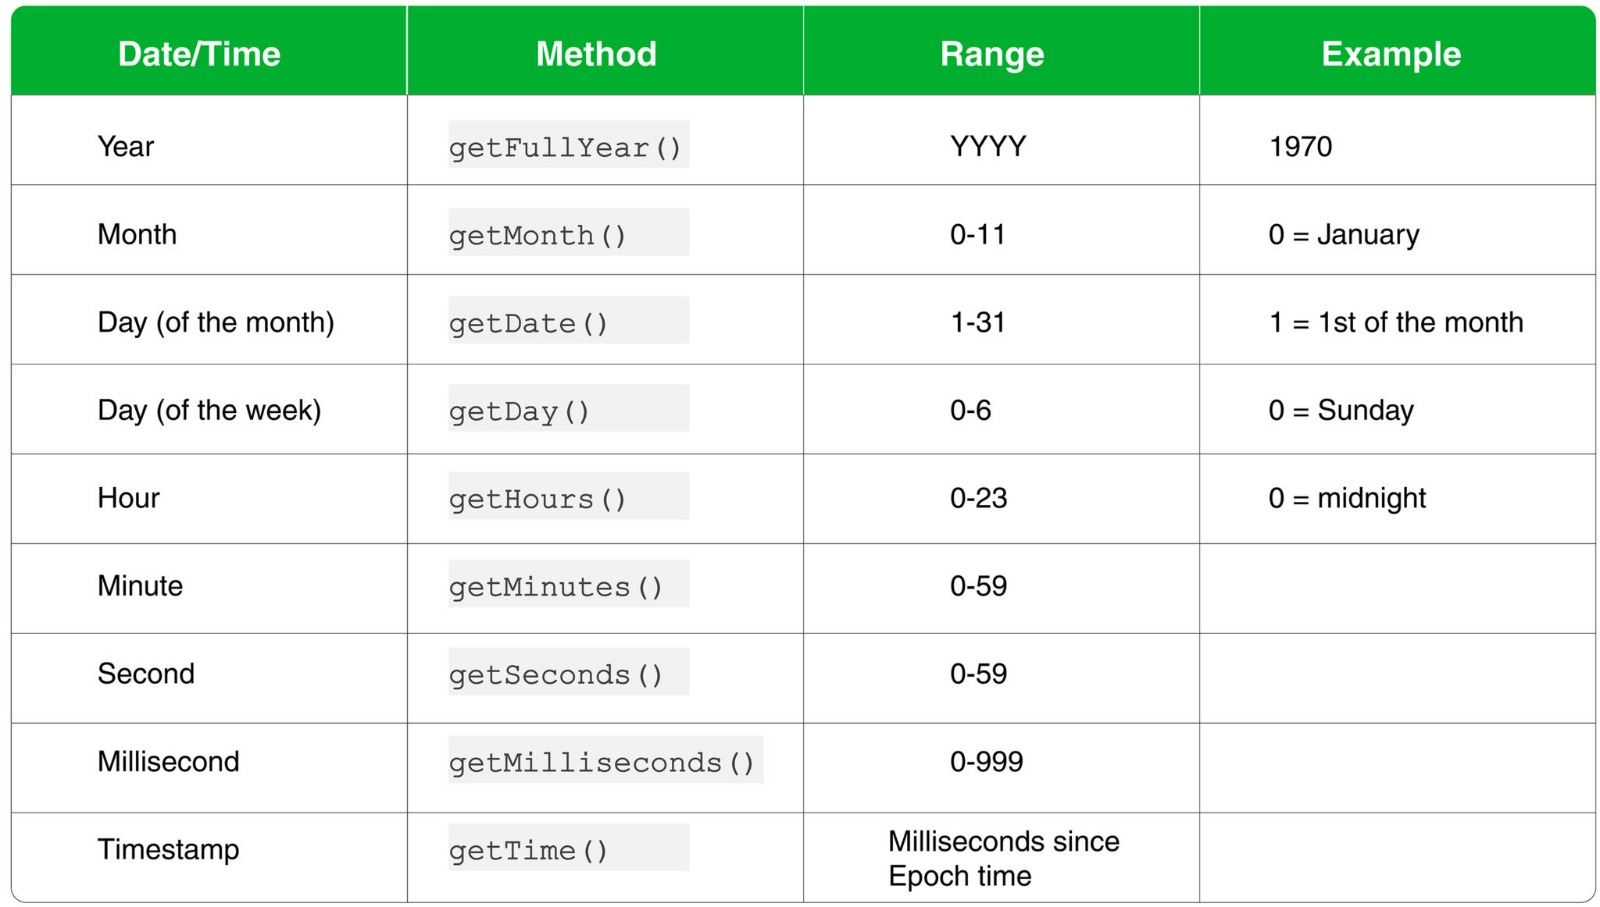 Date/Time Method Range Example
Year getFullYear() YYYY 1970
Month getMonth() 0-11 0 = January
Day (of the month) getDate() 1-31 1 = 1st of the month
Day (of the week) getDay() 0-6 0 = Sunday
Hour getHours() 0-23 0 = midnight
Minute getMinutes() 0-59
Second getSeconds() 0-59
Millisecond getMilliseconds() 0-999
Timestamp getTime() Milliseconds since
Epoch time